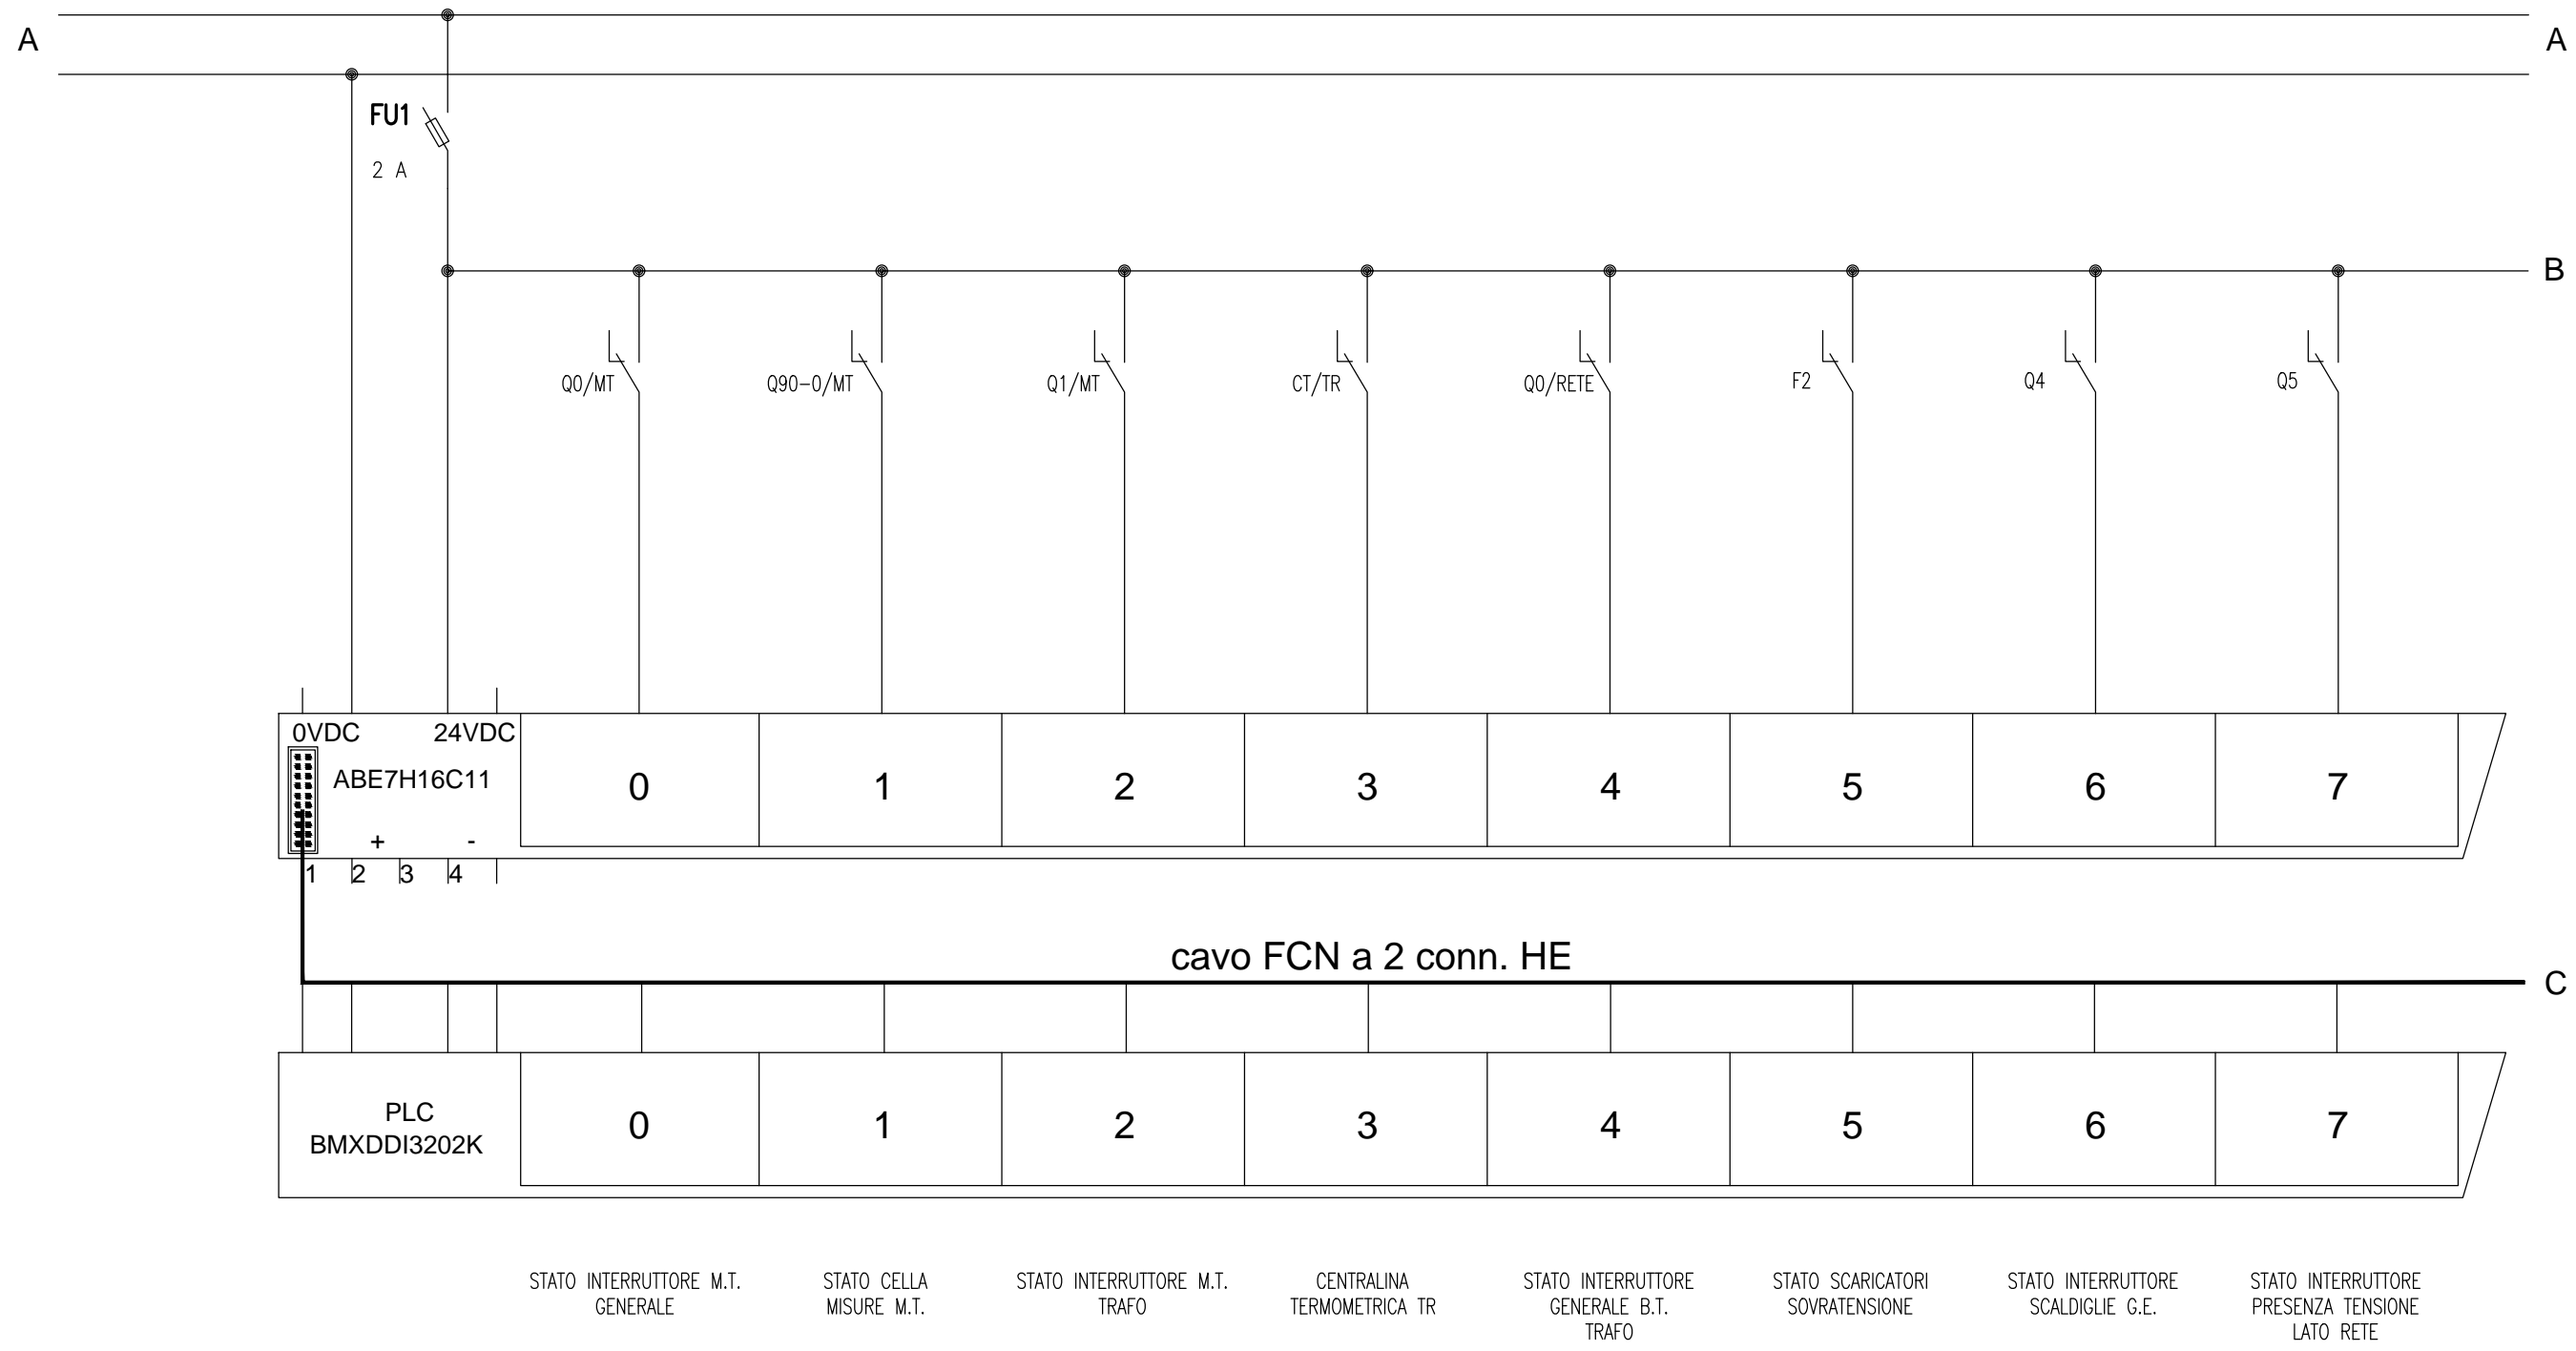 A
A
FU1
2 A
B
Q0/MT
Q90-0/MT
Q1/MT
CT/TR
Q0/RETE
F2
Q4
Q5
0VDC 24VDC
ABE7H16C11
+ -
0 1 2 3 4 5 6 7
1 2 3 4
cavo FCN a 2 conn. HE
C
PLC
BMXDDI3202K
0 1 2 3 4 5 6 7
STATO INTERRUTTORE M.T.
GENERALE
STATO CELLA
MISURE M.T.
STATO INTERRUTTORE M.T.
TRAFO
CENTRALINA
TERMOMETRICA TR
STATO INTERRUTTORE
GENERALE B.T.
TRAFO
STATO SCARICATORI
SOVRATENSIONE
STATO INTERRUTTORE
SCALDIGLIE G.E.
STATO INTERRUTTORE
PRESENZA TENSIONE
LATO RETE